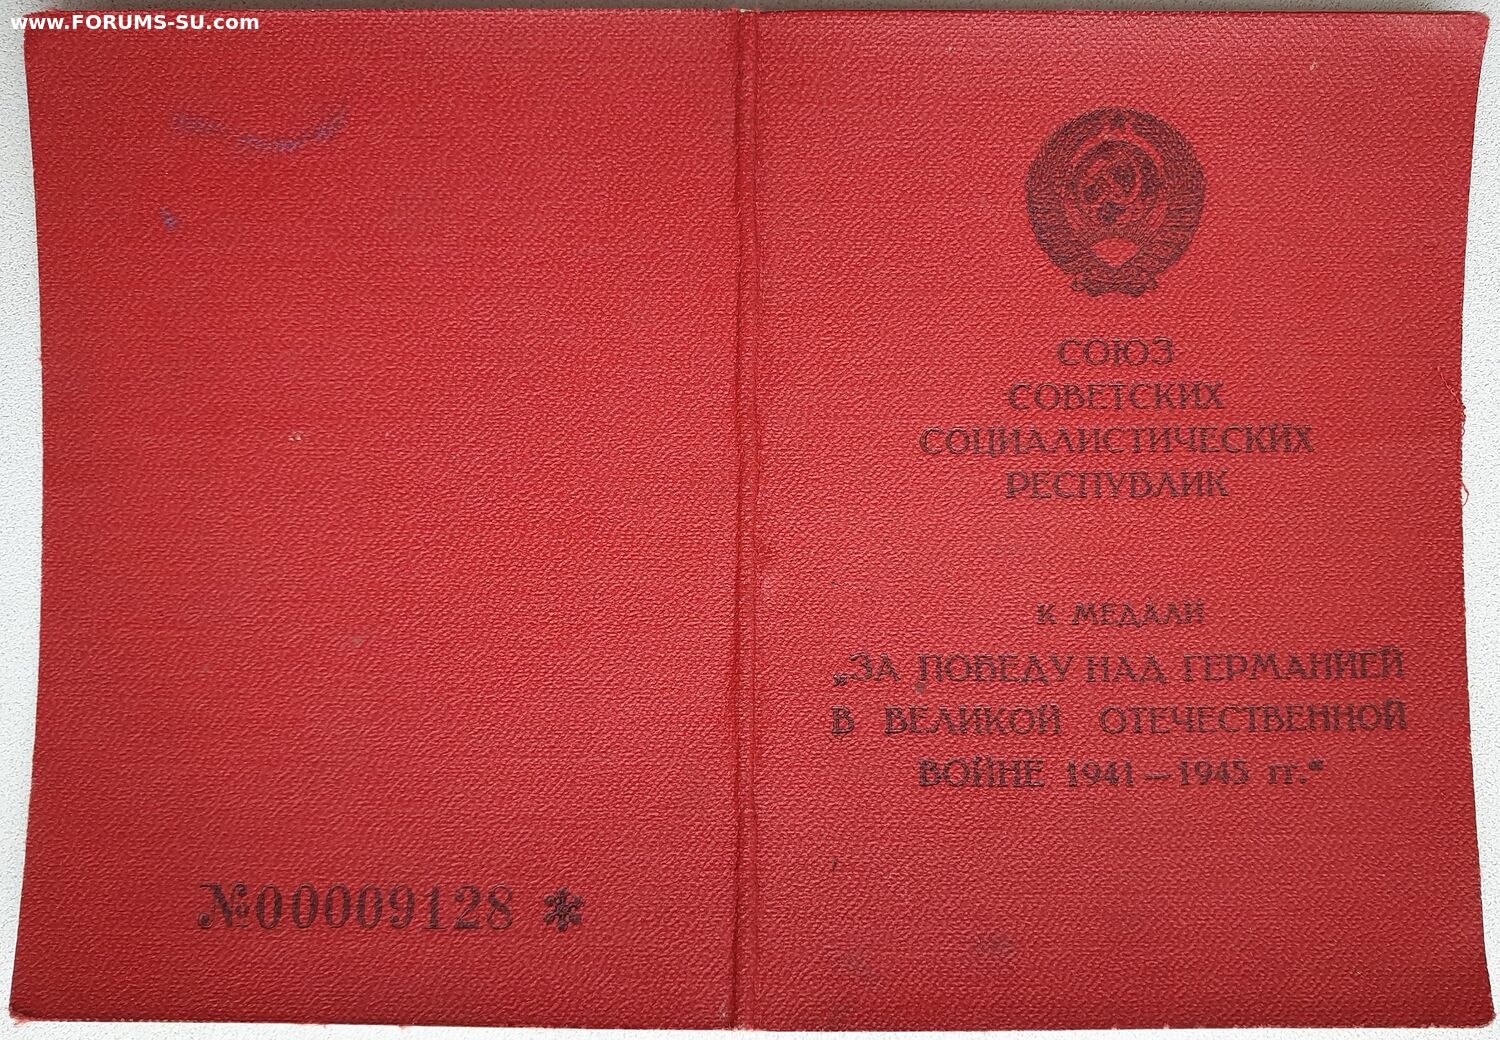 www.FORUMS-SU.com
№00009128 *
СОЮЗ
СОВЕТСКИХ
СОЦИАЛИСТИЧЕСКИХ
РЕСПУБЛИК
К МЕДАЛИ
„ЗА ПОБЕДУ НАД ГЕРМАНИЕЙ
В ВЕЛИКОЙ ОТЕЧЕСТВЕННОЙ
ВОЙНЕ 1941—1945 гг.“